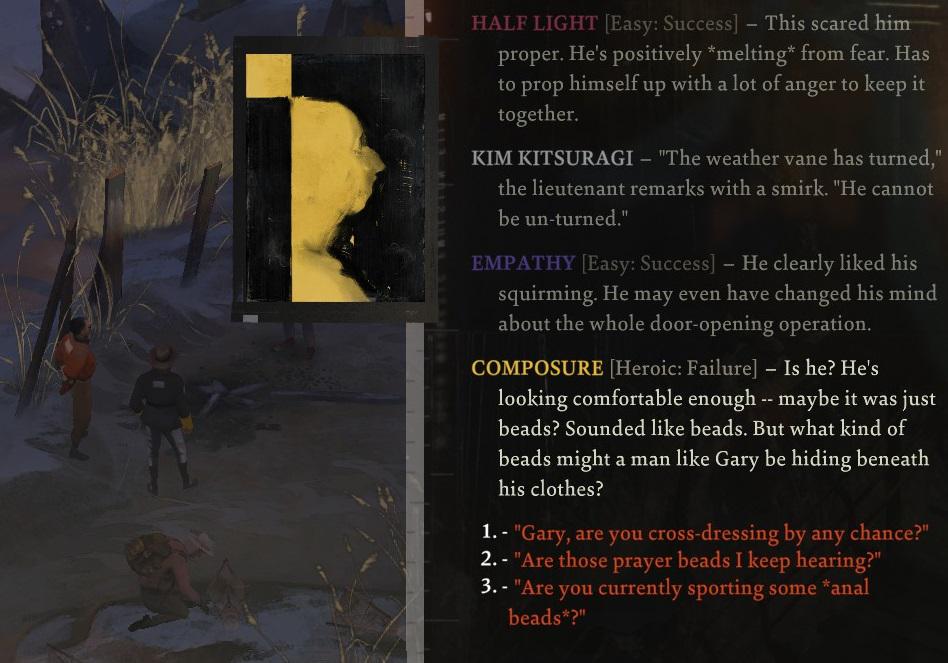 HALF LIGHT [Easy: Success] – This scared him
proper. He's positively *melting* from fear. Has
to prop himself up with a lot of anger to keep it
together.
KIM KITSURAGI – "The weather vane has turned,"
the lieutenant remarks with a smirk. "He cannot
be un-turned."
EMPATHY [Easy: Success] – He clearly liked his
squirming. He may even have changed his mind
about the whole door-opening operation.
COMPOSURE [Heroic: Failure] – Is he? He's
looking comfortable enough -- maybe it was just
beads? Sounded like beads. But what kind of
beads might a man like Gary be hiding beneath
his clothes?
1. - "Gary, are you cross-dressing by any chance?"
2. - "Are those prayer beads I keep hearing?"
3. - "Are you currently sporting some *anal
beads*?"